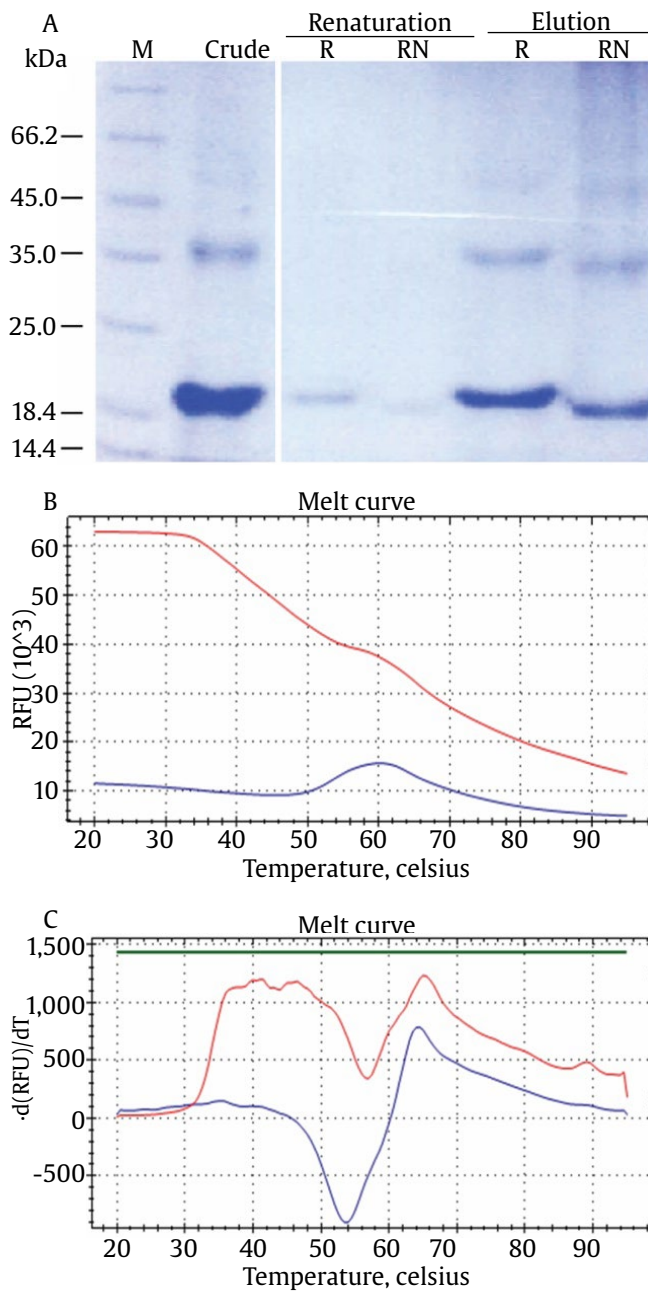 A
Renaturation Elution
kDa M Crude R RN R RN
66.2
45.0
35.0
25.0
18.4
14.4
B
Melt curve
RFU (10^3)
60
50
40
30
20
10
20 30 40 50 60 70 80 90
Temperature, celsius
C
Melt curve
·d(RFU)/dT
1,500
1,000
500
0
-500
20 30 40 50 60 70 80 90
Temperature, celsius